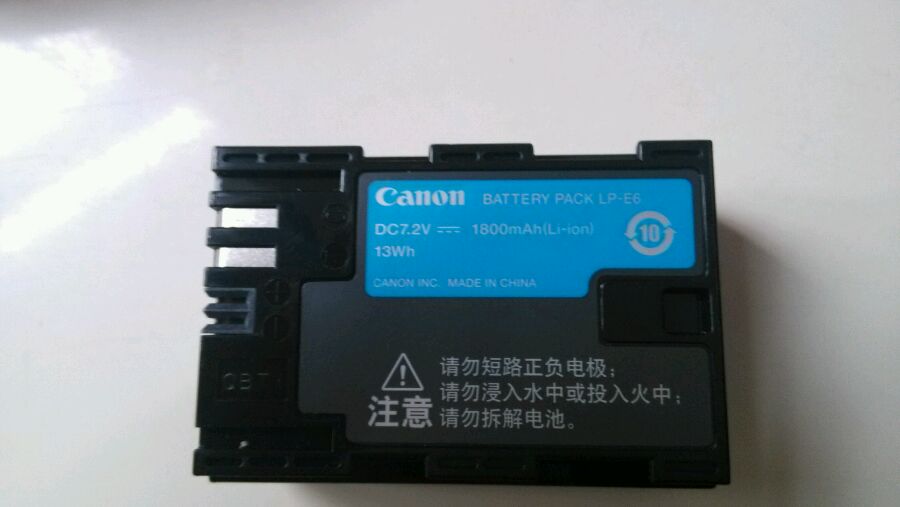 Canon BATTERY PACK LP-E6
DC7.2V ⎓ 1800mAh(Li-ion)
13Wh
10
CANON INC. MADE IN CHINA
请勿短路正负电极；
请勿浸入水中或投入火中；
注意 请勿拆解电池。